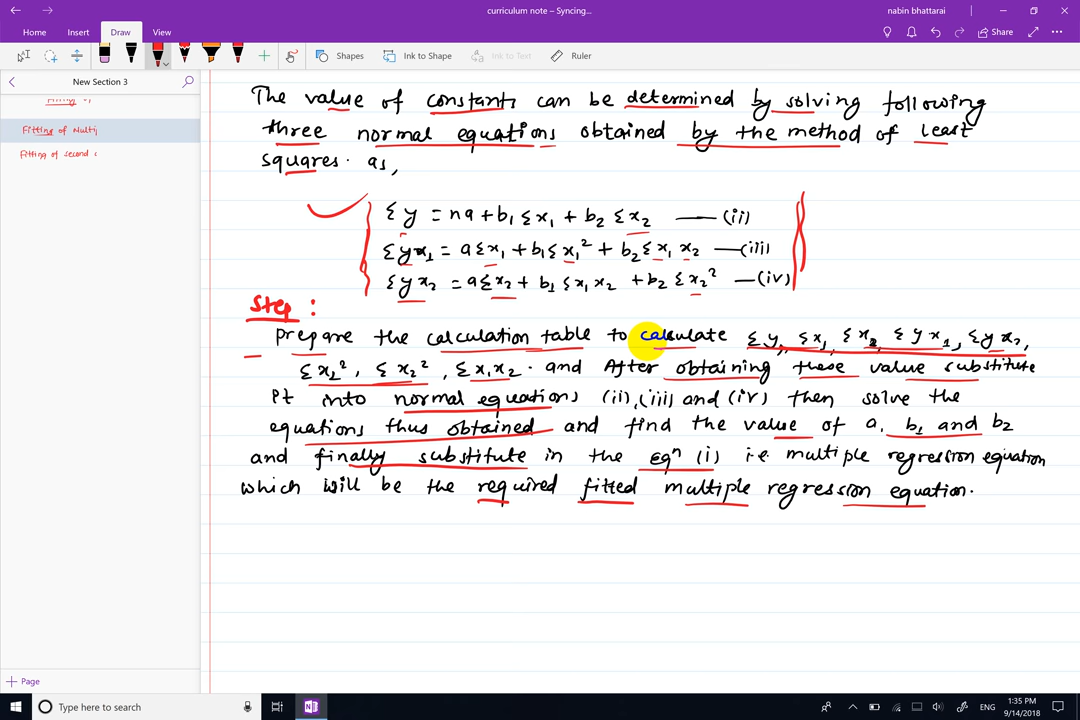 curriculum note – Syncing...
nabin bhattarai
Home Insert Draw View
Share
Shapes Ink to Shape Ink to Text Ruler
New Section 3
Fitting of
Fitting of Multi
Fitting of second o
The value of constants can be determined by solving following
three normal equations obtained by the method of least
squares. as,
Σy = na + b₁ Σx₁ + b₂ Σx₂ —— (ii)
Σyx₁ = aΣx₁ + b₁Σx₁² + b₂Σx₁ x₂ —— (iii)
Σyx₂ = aΣx₂ + b₁ Σx₁x₂ + b₂ Σx₂² — (iv)
Step :
Prepare the calculation table to calculate Σy, Σx₁, Σx₂, Σyx₁, Σyx₂,
Σx₁², Σx₂², Σx₁x₂. and After obtaining these value substitute
it into normal equations (ii), (iii) and (iv) then solve the
equations thus obtained and find the value of a, b₁ and b₂
and finally substitute in the eqⁿ (i) i.e. multiple regression equation
which will be the required fitted multiple regression equation.
Page
Type here to search
ENG
1:35 PM
9/14/2018